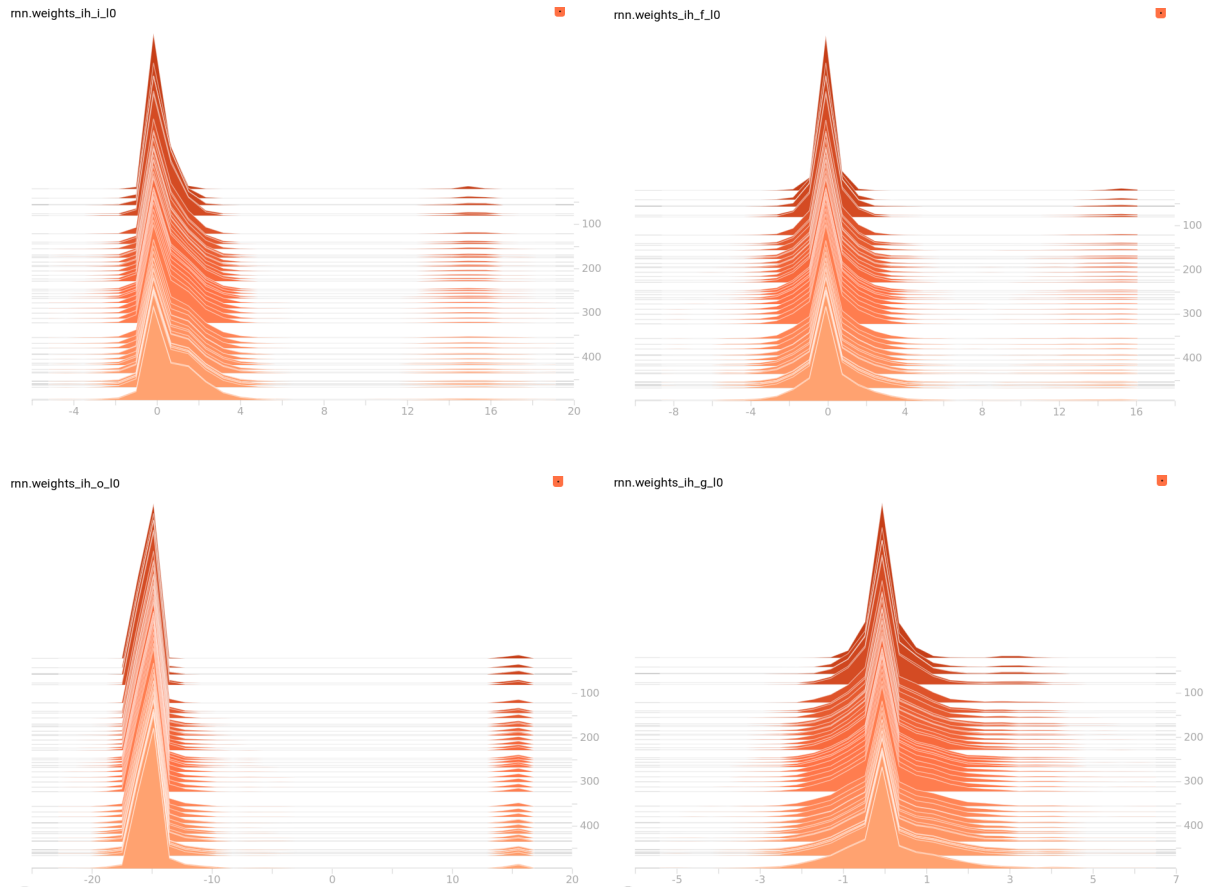 rnn.weights_ih_i_l0
100
200
300
400
-4 0 4 8 12 16 20
rnn.weights_ih_f_l0
100
200
300
400
-8 -4 0 4 8 12 16
rnn.weights_ih_o_l0
100
200
300
400
-20 -10 0 10 20
rnn.weights_ih_g_l0
100
200
300
400
-5 -3 -1 1 3 5 7